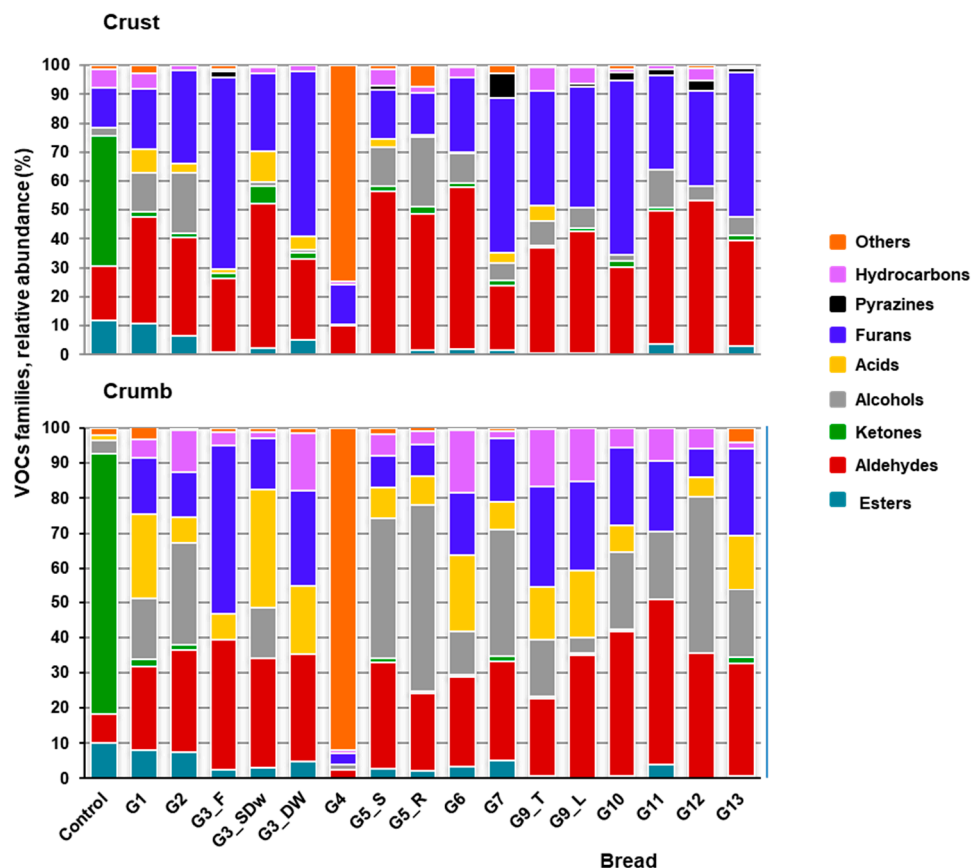 Crust
VOCs families, relative abundance (%)
100
90
80
70
60
50
40
30
20
10
0
Crumb
100
90
80
70
60
50
40
30
20
10
0
Control
G1
G2
G3_F
G3_SDw
G3_DW
G4
G5_S
G5_R
G6
G7
G9_T
G9_L
G10
G11
G12
G13
Bread
Others
Hydrocarbons
Pyrazines
Furans
Acids
Alcohols
Ketones
Aldehydes
Esters